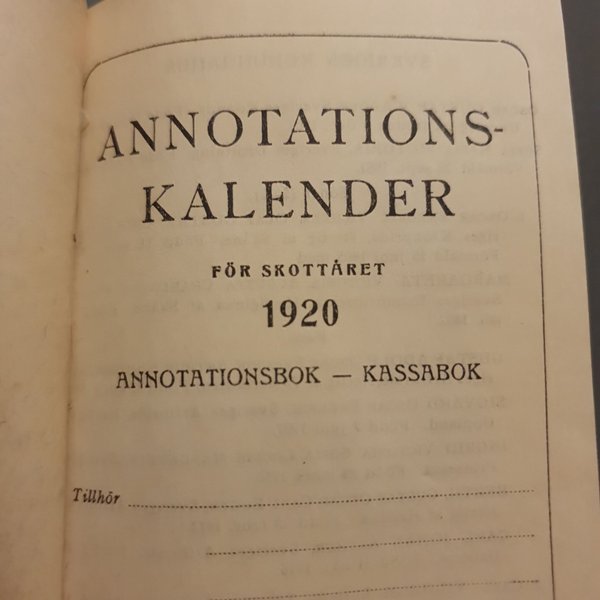 ANNOTATIONS-
KALENDER
FÖR SKOTTÅRET
1920
ANNOTATIONSBOK — KASSABOK
Tillhör